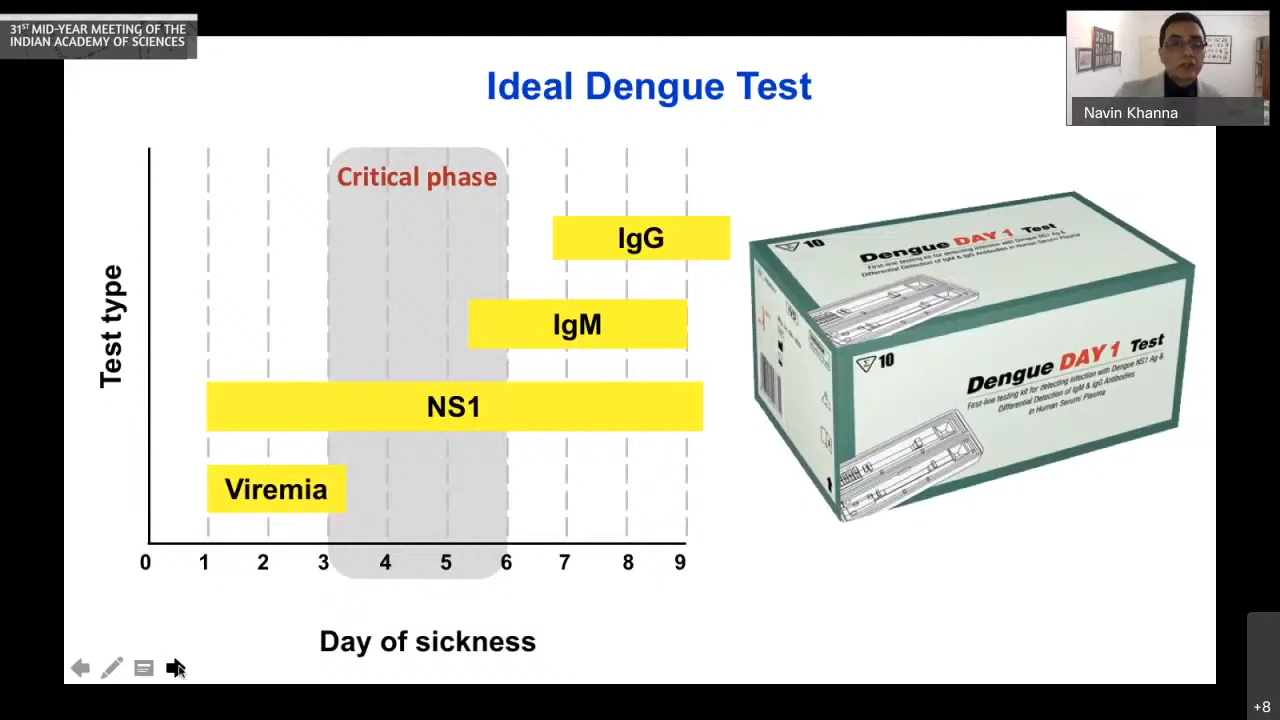 31ST MID-YEAR MEETING OF THE
INDIAN ACADEMY OF SCIENCES
Navin Khanna
Ideal Dengue Test
Critical phase
IgG
IgM
NS1
Viremia
Test type
0 1 2 3 4 5 6 7 8 9
Day of sickness
10
Dengue DAY 1 Test
First-line testing kit for detecting infection with Dengue NS1 Ag &
Differential Detection of IgM & IgG Antibodies in Human Serum/ Plasma
10
Dengue DAY 1 Test
First-line testing kit for detecting infection with Dengue NS1 Ag &
Differential Detection of IgM & IgG Antibodies
in Human Serum/ Plasma
+8